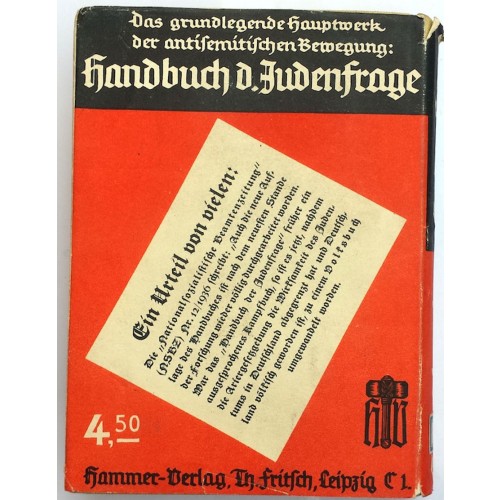 Das grundlegende Hauptwerk
der antisemitischen Bewegung:
Handbuch d. Judenfrage
Ein Urteil von vielen:
Die „Nationalsozialistische Beamtenzeitung“
(NSBZ) Nr. 12/1936 schreibt: „Auch die neue Auf-
lage des Handbuches ist nach dem neuesten Stande
der Forschung wieder völlig durchgearbeitet worden.
War das „Handbuch der Judenfrage“ früher ein
ausgesprochenes Kampfbuch, so ist es jetzt, nachdem
die Ariergesetzgebung die Wirksamkeit des Juden-
tums in Deutschland abgegrenzt hat und Deutsch-
land völkisch geworden ist, zu einem Volksbuch
umgewandelt worden.
4,50
Hammer-Verlag, Th. Fritsch, Leipzig C 1.